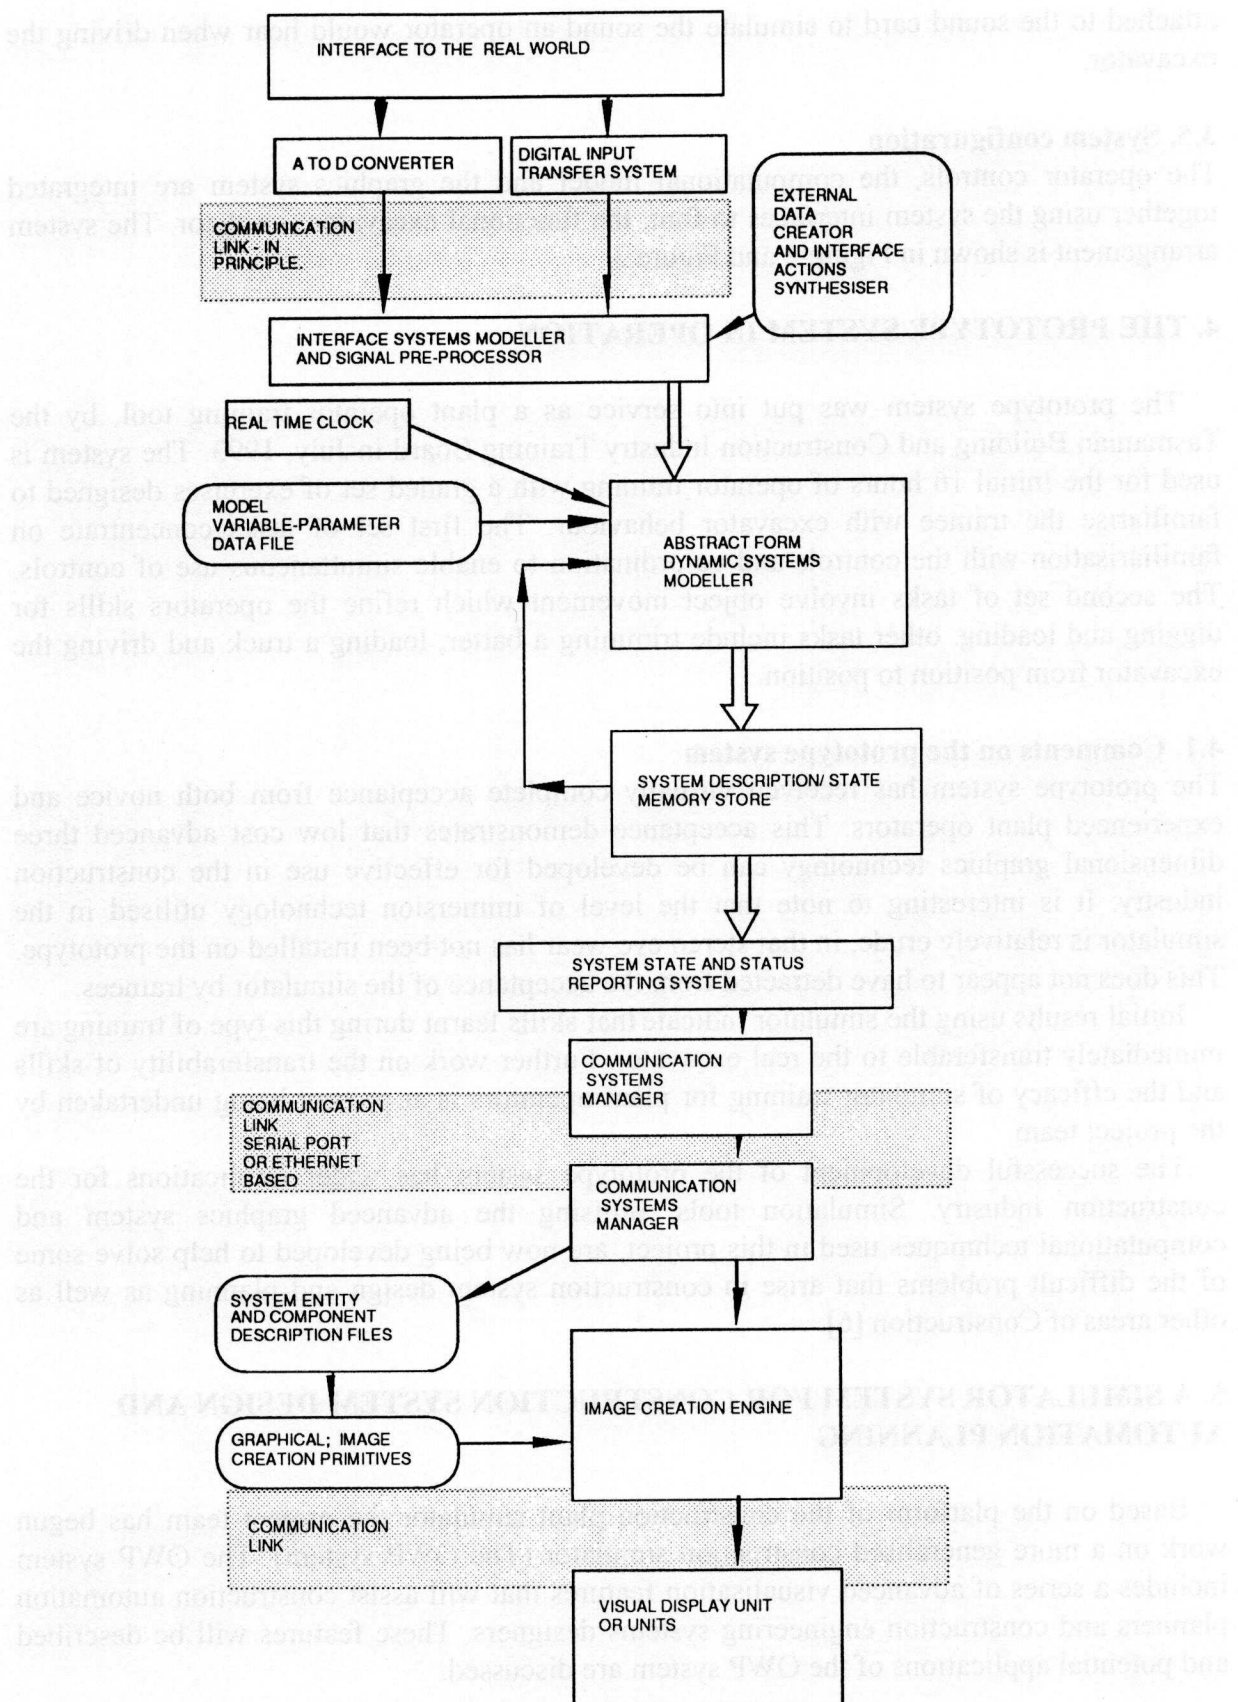 INTERFACE TO THE REAL WORLD
A TO D CONVERTER
DIGITAL INPUT
TRANSFER SYSTEM
EXTERNAL
DATA
CREATOR
AND INTERFACE
ACTIONS
SYNTHESISER
COMMUNICATION
LINK - IN
PRINCIPLE.
INTERFACE SYSTEMS MODELLER
AND SIGNAL PRE-PROCESSOR
REAL TIME CLOCK
MODEL
VARIABLE-PARAMETER
DATA FILE
ABSTRACT FORM
DYNAMIC SYSTEMS
MODELLER
SYSTEM DESCRIPTION/ STATE
MEMORY STORE
SYSTEM STATE AND STATUS
REPORTING SYSTEM
COMMUNICATION
SYSTEMS
MANAGER
COMMUNICATION
LINK
SERIAL PORT
OR ETHERNET
BASED
COMMUNICATION
SYSTEMS
MANAGER
SYSTEM ENTITY
AND COMPONENT
DESCRIPTION FILES
IMAGE CREATION ENGINE
GRAPHICAL; IMAGE
CREATION PRIMITIVES
COMMUNICATION
LINK
VISUAL DISPLAY UNIT
OR UNITS